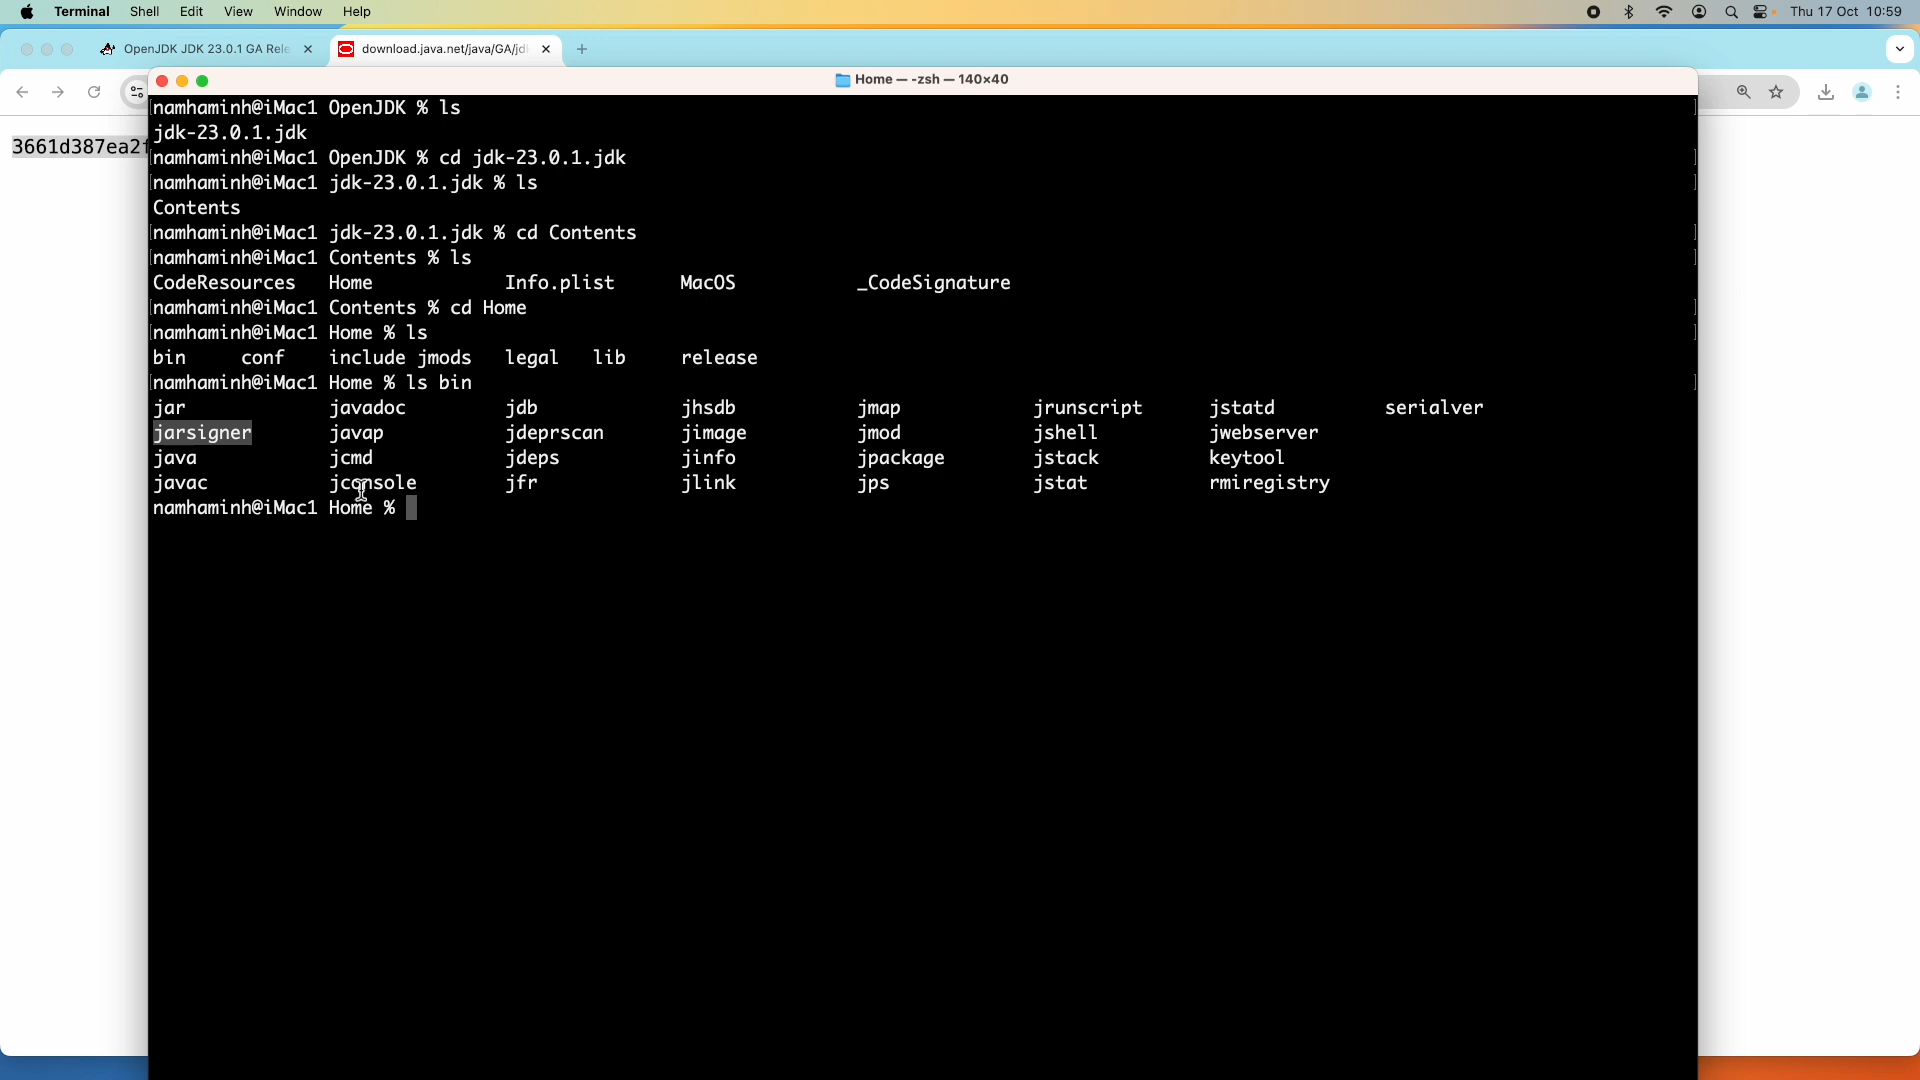 Terminal Shell Edit View Window Help Thu 17 Oct 10:59
OpenJDK JDK 23.0.1 GA Rele download.java.net/java/GA/jd
Home — -zsh — 140×40
3661d387ea2
namhaminh@iMac1 OpenJDK % ls
jdk-23.0.1.jdk
namhaminh@iMac1 OpenJDK % cd jdk-23.0.1.jdk
namhaminh@iMac1 jdk-23.0.1.jdk % ls
Contents
namhaminh@iMac1 jdk-23.0.1.jdk % cd Contents
namhaminh@iMac1 Contents % ls
CodeResources Home Info.plist MacOS _CodeSignature
namhaminh@iMac1 Contents % cd Home
namhaminh@iMac1 Home % ls
bin conf include jmods legal lib release
namhaminh@iMac1 Home % ls bin
jar javadoc jdb jhsdb jmap jrunscript jstatd serialver
jarsigner javap jdeprscan jimage jmod jshell jwebserver
java jcmd jdeps jinfo jpackage jstack keytool
javac jconsole jfr jlink jps jstat rmiregistry
namhaminh@iMac1 Home %